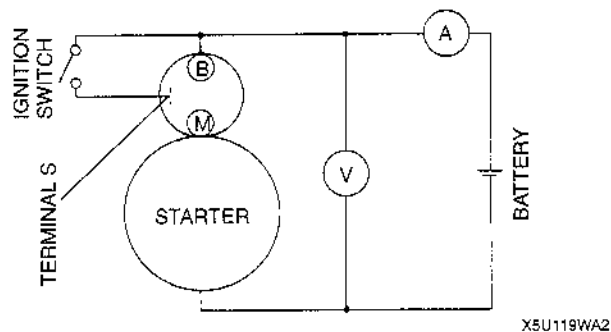 IGNITION
SWITCH
B
A
M
TERMINAL S
V
STARTER
BATTERY
X5U119WA2